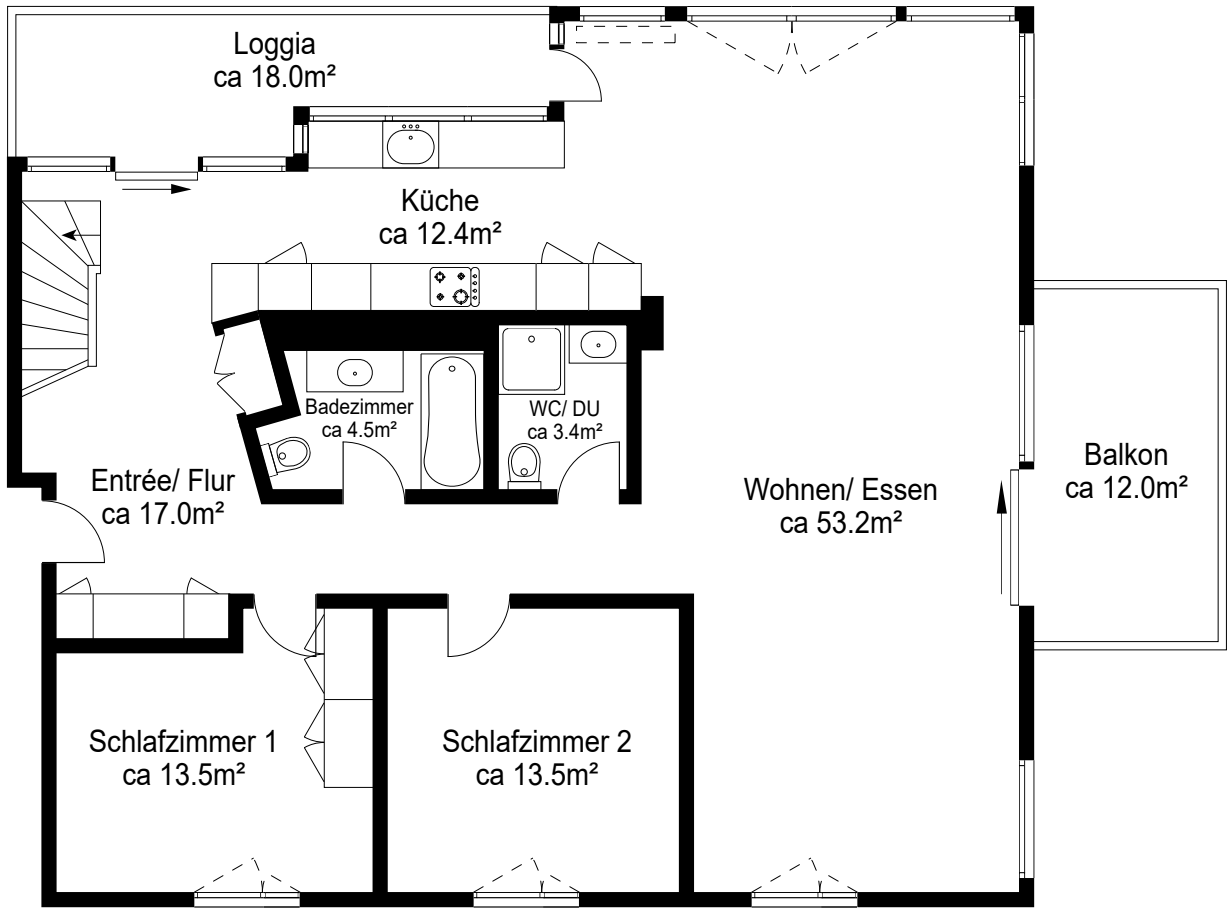 Loggia
ca 18.0m²
Küche
ca 12.4m²
Badezimmer
ca 4.5m²
WC/ DU
ca 3.4m²
Entrée/ Flur
ca 17.0m²
Wohnen/ Essen
ca 53.2m²
Balkon
ca 12.0m²
Schlafzimmer 1
ca 13.5m²
Schlafzimmer 2
ca 13.5m²